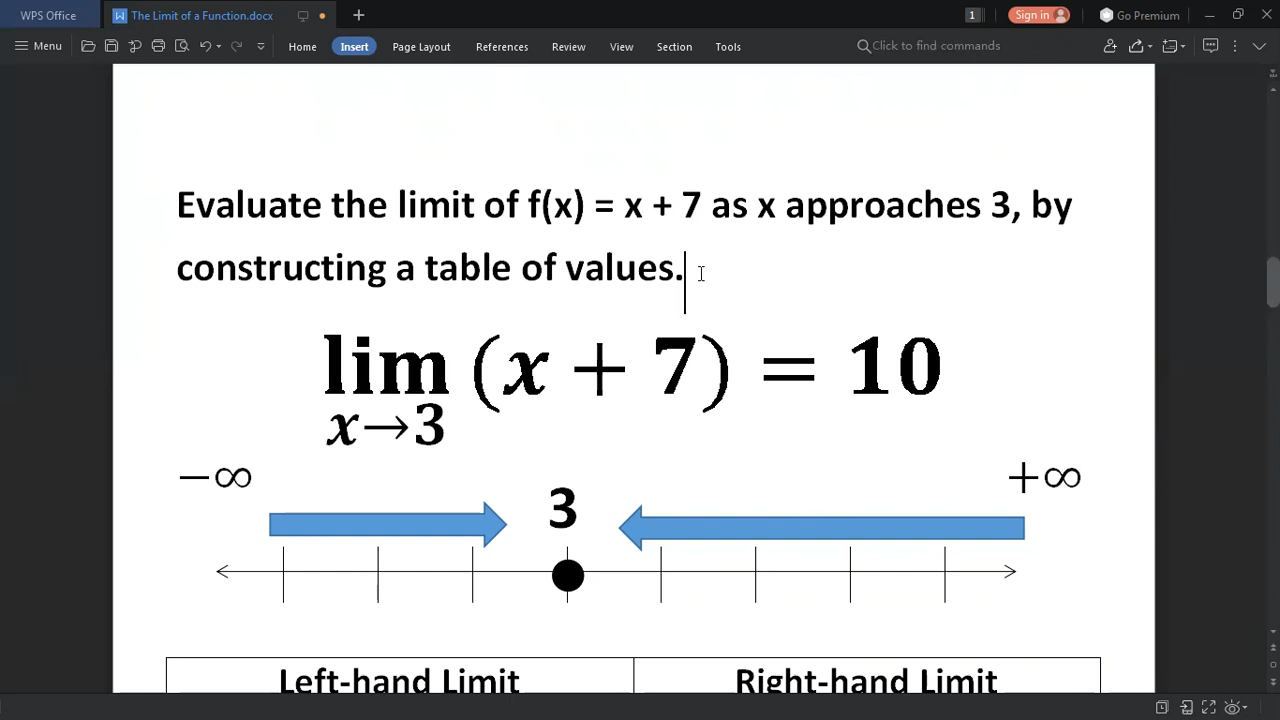 WPS Office
The Limit of a Function.docx
1
Sign in
Go Premium
Menu
Home
Insert
Page Layout
References
Review
View
Section
Tools
Click to find commands
Evaluate the limit of f(x) = x + 7 as x approaches 3, by
constructing a table of values.
lim (x + 7) = 10
x→3
−∞
+∞
3
Left-hand Limit
Right-hand Limit